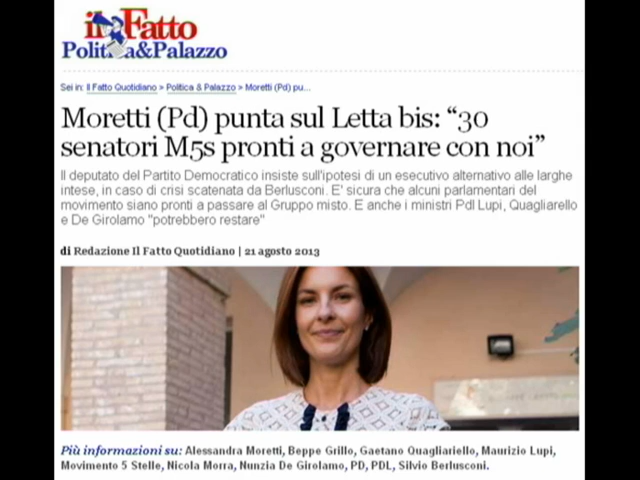 il Fatto
Politica&Palazzo
Sei in: Il Fatto Quotidiano > Politica & Palazzo > Moretti (Pd) pu...
Moretti (Pd) punta sul Letta bis: “30
senatori M5s pronti a governare con noi”
Il deputato del Partito Democratico insiste sull'ipotesi di un esecutivo alternativo alle larghe
intese, in caso di crisi scatenata da Berlusconi. E' sicura che alcuni parlamentari del
movimento siano pronti a passare al Gruppo misto. E anche i ministri Pdl Lupi, Quagliarello
e De Girolamo "potrebbero restare"
di Redazione Il Fatto Quotidiano | 21 agosto 2013
Più informazioni su: Alessandra Moretti, Beppe Grillo, Gaetano Quagliariello, Maurizio Lupi,
Movimento 5 Stelle, Nicola Morra, Nunzia De Girolamo, PD, PDL, Silvio Berlusconi.